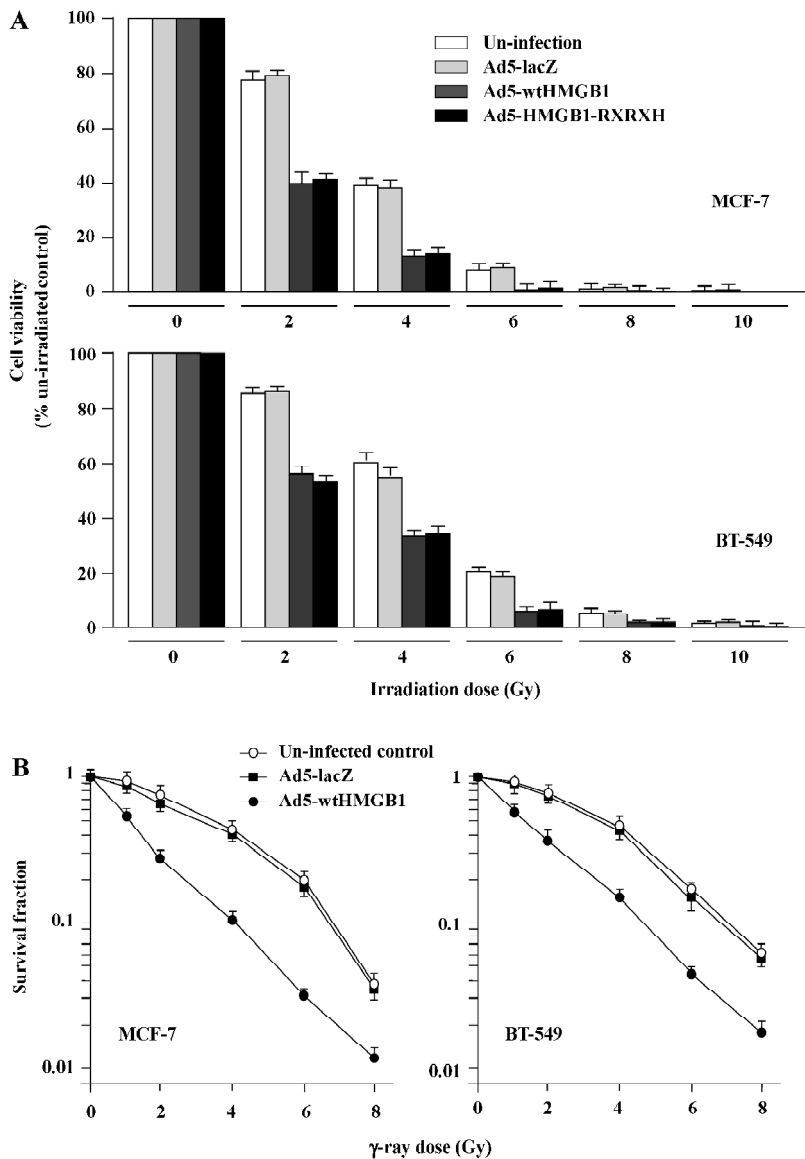 A
Un-infection
Ad5-lacZ
Ad5-wtHMGB1
Ad5-HMGB1-RXRXH
MCF-7
100
80
60
40
20
0
0 2 4 6 8 10
Cell viability
(% un-irradiated control)
BT-549
100
80
60
40
20
0
0 2 4 6 8 10
Irradiation dose (Gy)
B
Un-infected control
Ad5-lacZ
Ad5-wtHMGB1
Survival fraction
1
0.1
0.01
MCF-7
0 2 4 6 8
1
0.1
0.01
BT-549
0 2 4 6 8
γ-ray dose (Gy)